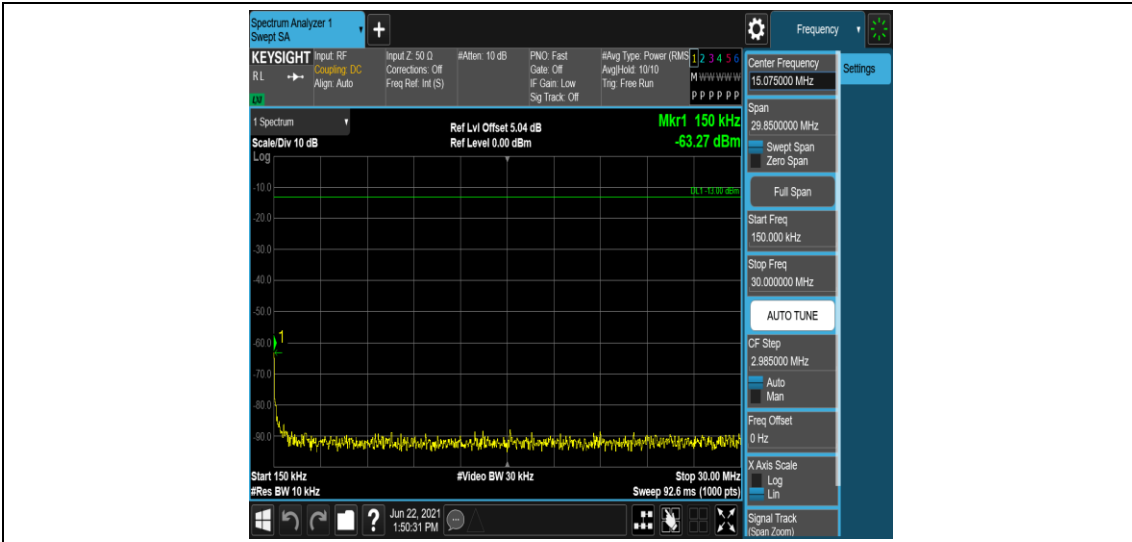 Spectrum Analyzer 1
Swept SA
+
Frequency
KEYSIGHT
RL
LXI
Input: RF
Coupling: DC
Align: Auto
Input Z: 50 Ω
Corrections: Off
Freq Ref: Int (S)
#Atten: 10 dB
PNO: Fast
Gate: Off
IF Gain: Low
Sig Track: Off
#Avg Type: Power (RMS
Avg|Hold: 10/10
Trig: Free Run
1 2 3 4 5 6
M W W W W W
P P P P P P
1 Spectrum
Scale/Div 10 dB
Log
Ref Lvl Offset 5.04 dB
Ref Level 0.00 dBm
Mkr1 150 kHz
-63.27 dBm
DL1 -13.00 dBm
-10.0
-20.0
-30.0
-40.0
-50.0
-60.0
-70.0
-80.0
-90.0
1
Start 150 kHz
#Res BW 10 kHz
#Video BW 30 kHz
Stop 30.00 MHz
Sweep 92.6 ms (1000 pts)
?
Jun 22, 2021
1:50:31 PM
Center Frequency
15.075000 MHz
Span
29.8500000 MHz
Swept Span
Zero Span
Full Span
Start Freq
150.000 kHz
Stop Freq
30.000000 MHz
AUTO TUNE
CF Step
2.985000 MHz
Auto
Man
Freq Offset
0 Hz
X Axis Scale
Log
Lin
Signal Track
(Span Zoom)
Settings